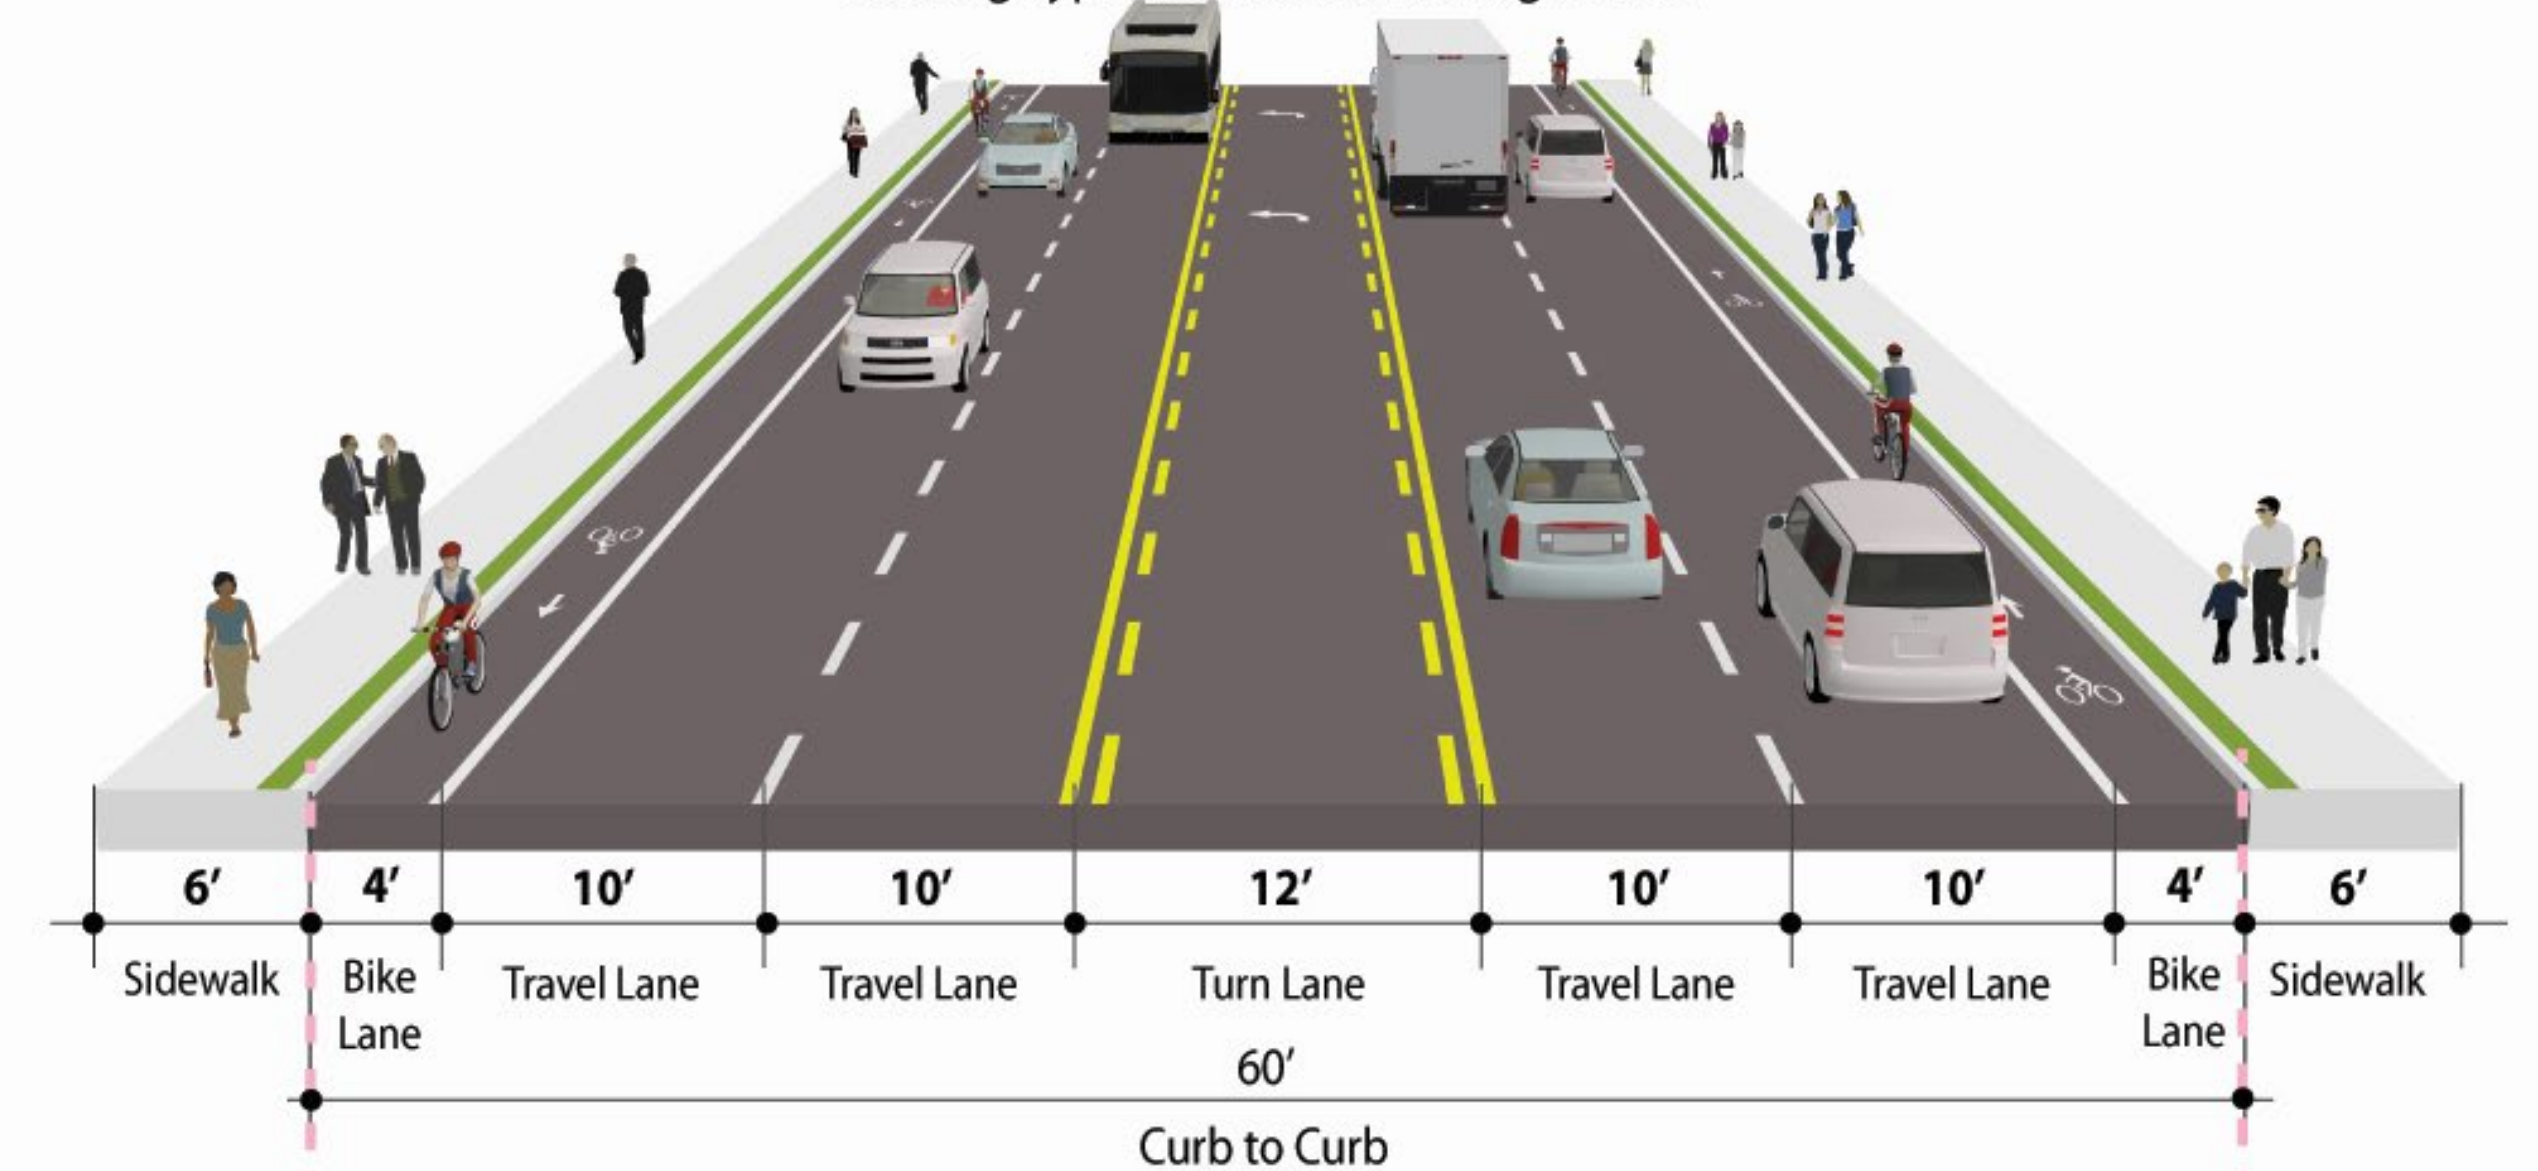 6’ 4’ 10’ 10’ 12’ 10’ 10’ 4’ 6’
Sidewalk
Bike
Lane
Travel Lane
Travel Lane
Turn Lane
Travel Lane
Travel Lane
Bike
Lane
Sidewalk
60’
Curb to Curb